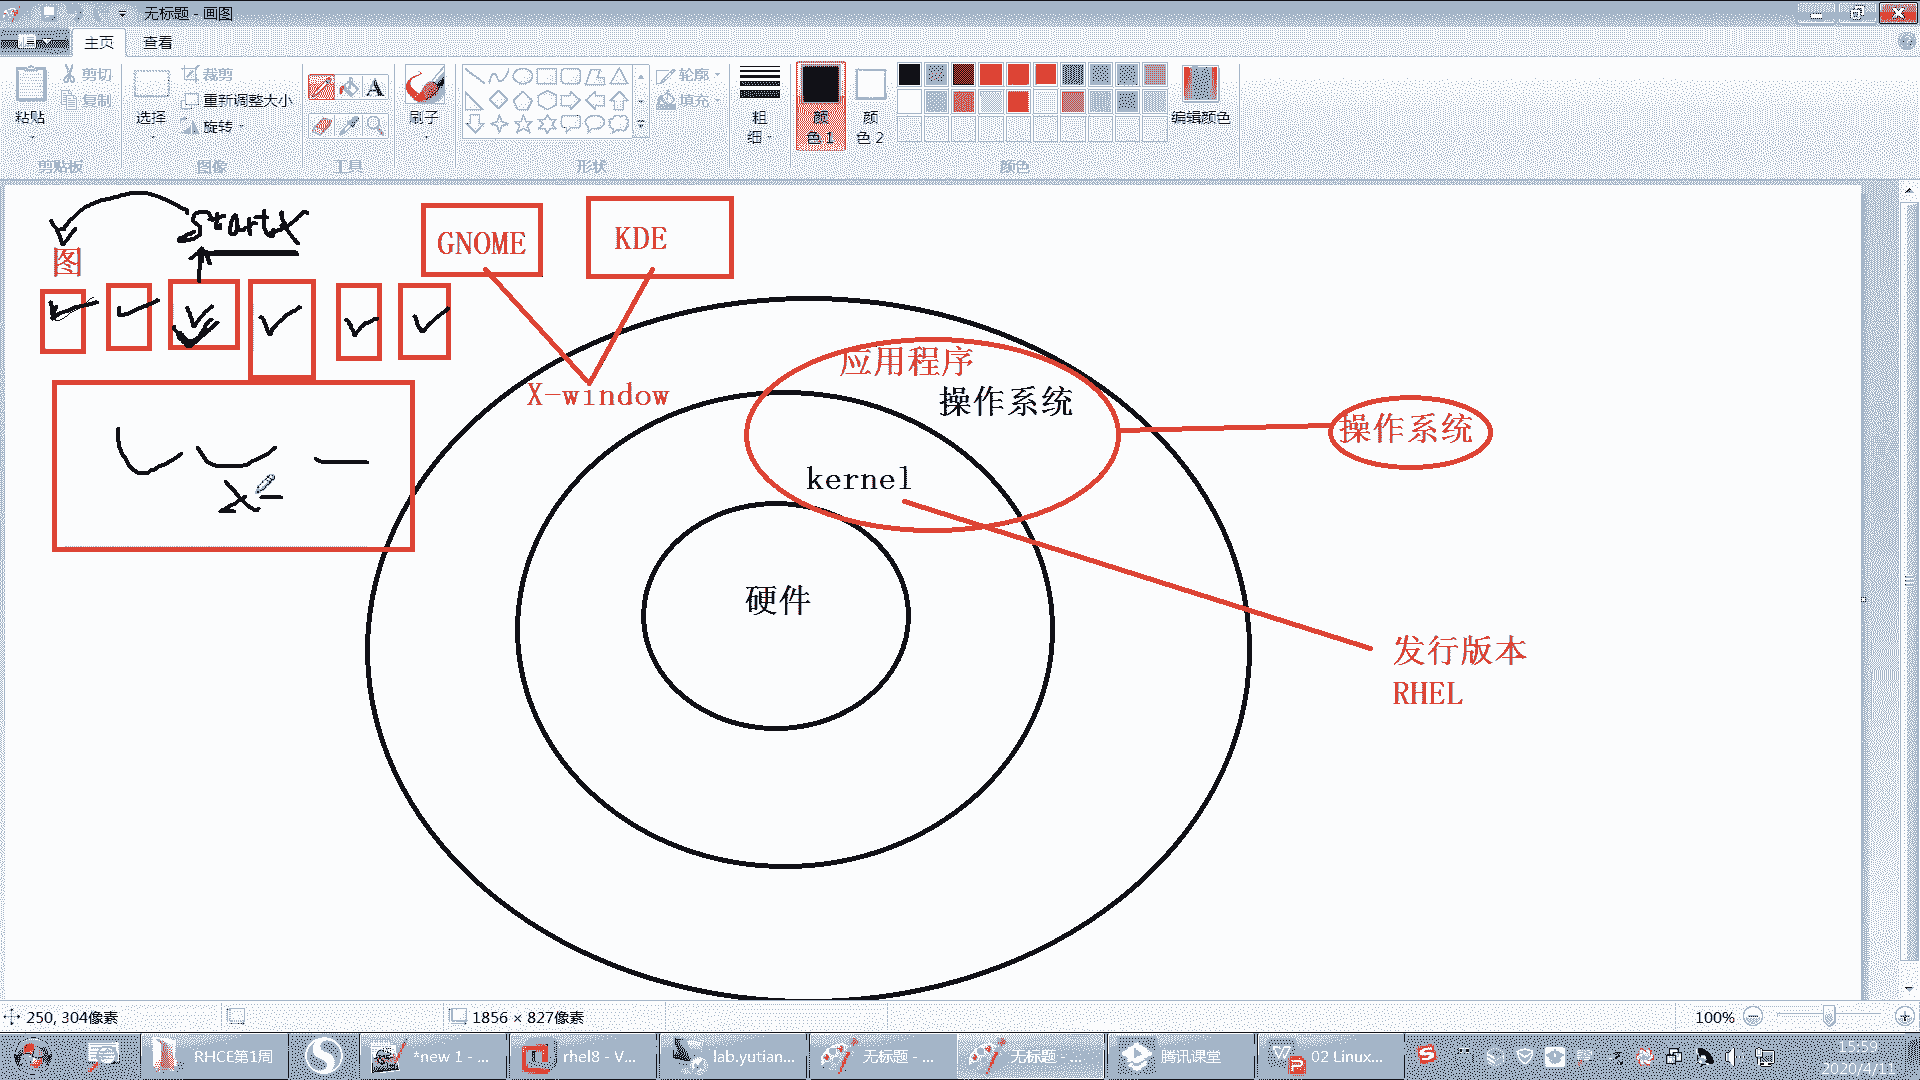 无标题 - 画图
主页 查看
粘贴
剪切
复制
剪贴板
选择
裁剪
重新调整大小
旋转
图像
工具
刷子
形状
轮廓
填充
粗
细
颜
色 1
颜
色 2
颜色
编辑颜色
startX
图
GNOME
KDE
X-window
应用程序
操作系统
操作系统
kernel
硬件
发行版本
RHEL
250, 304像素
1856 × 827像素
100%
RHCE第1周
*new 1 - ...
rhel8 - V...
lab.yutian...
无标题 - ...
无标题 - ...
腾讯课堂
02 Linux...
15:59
2020/4/11